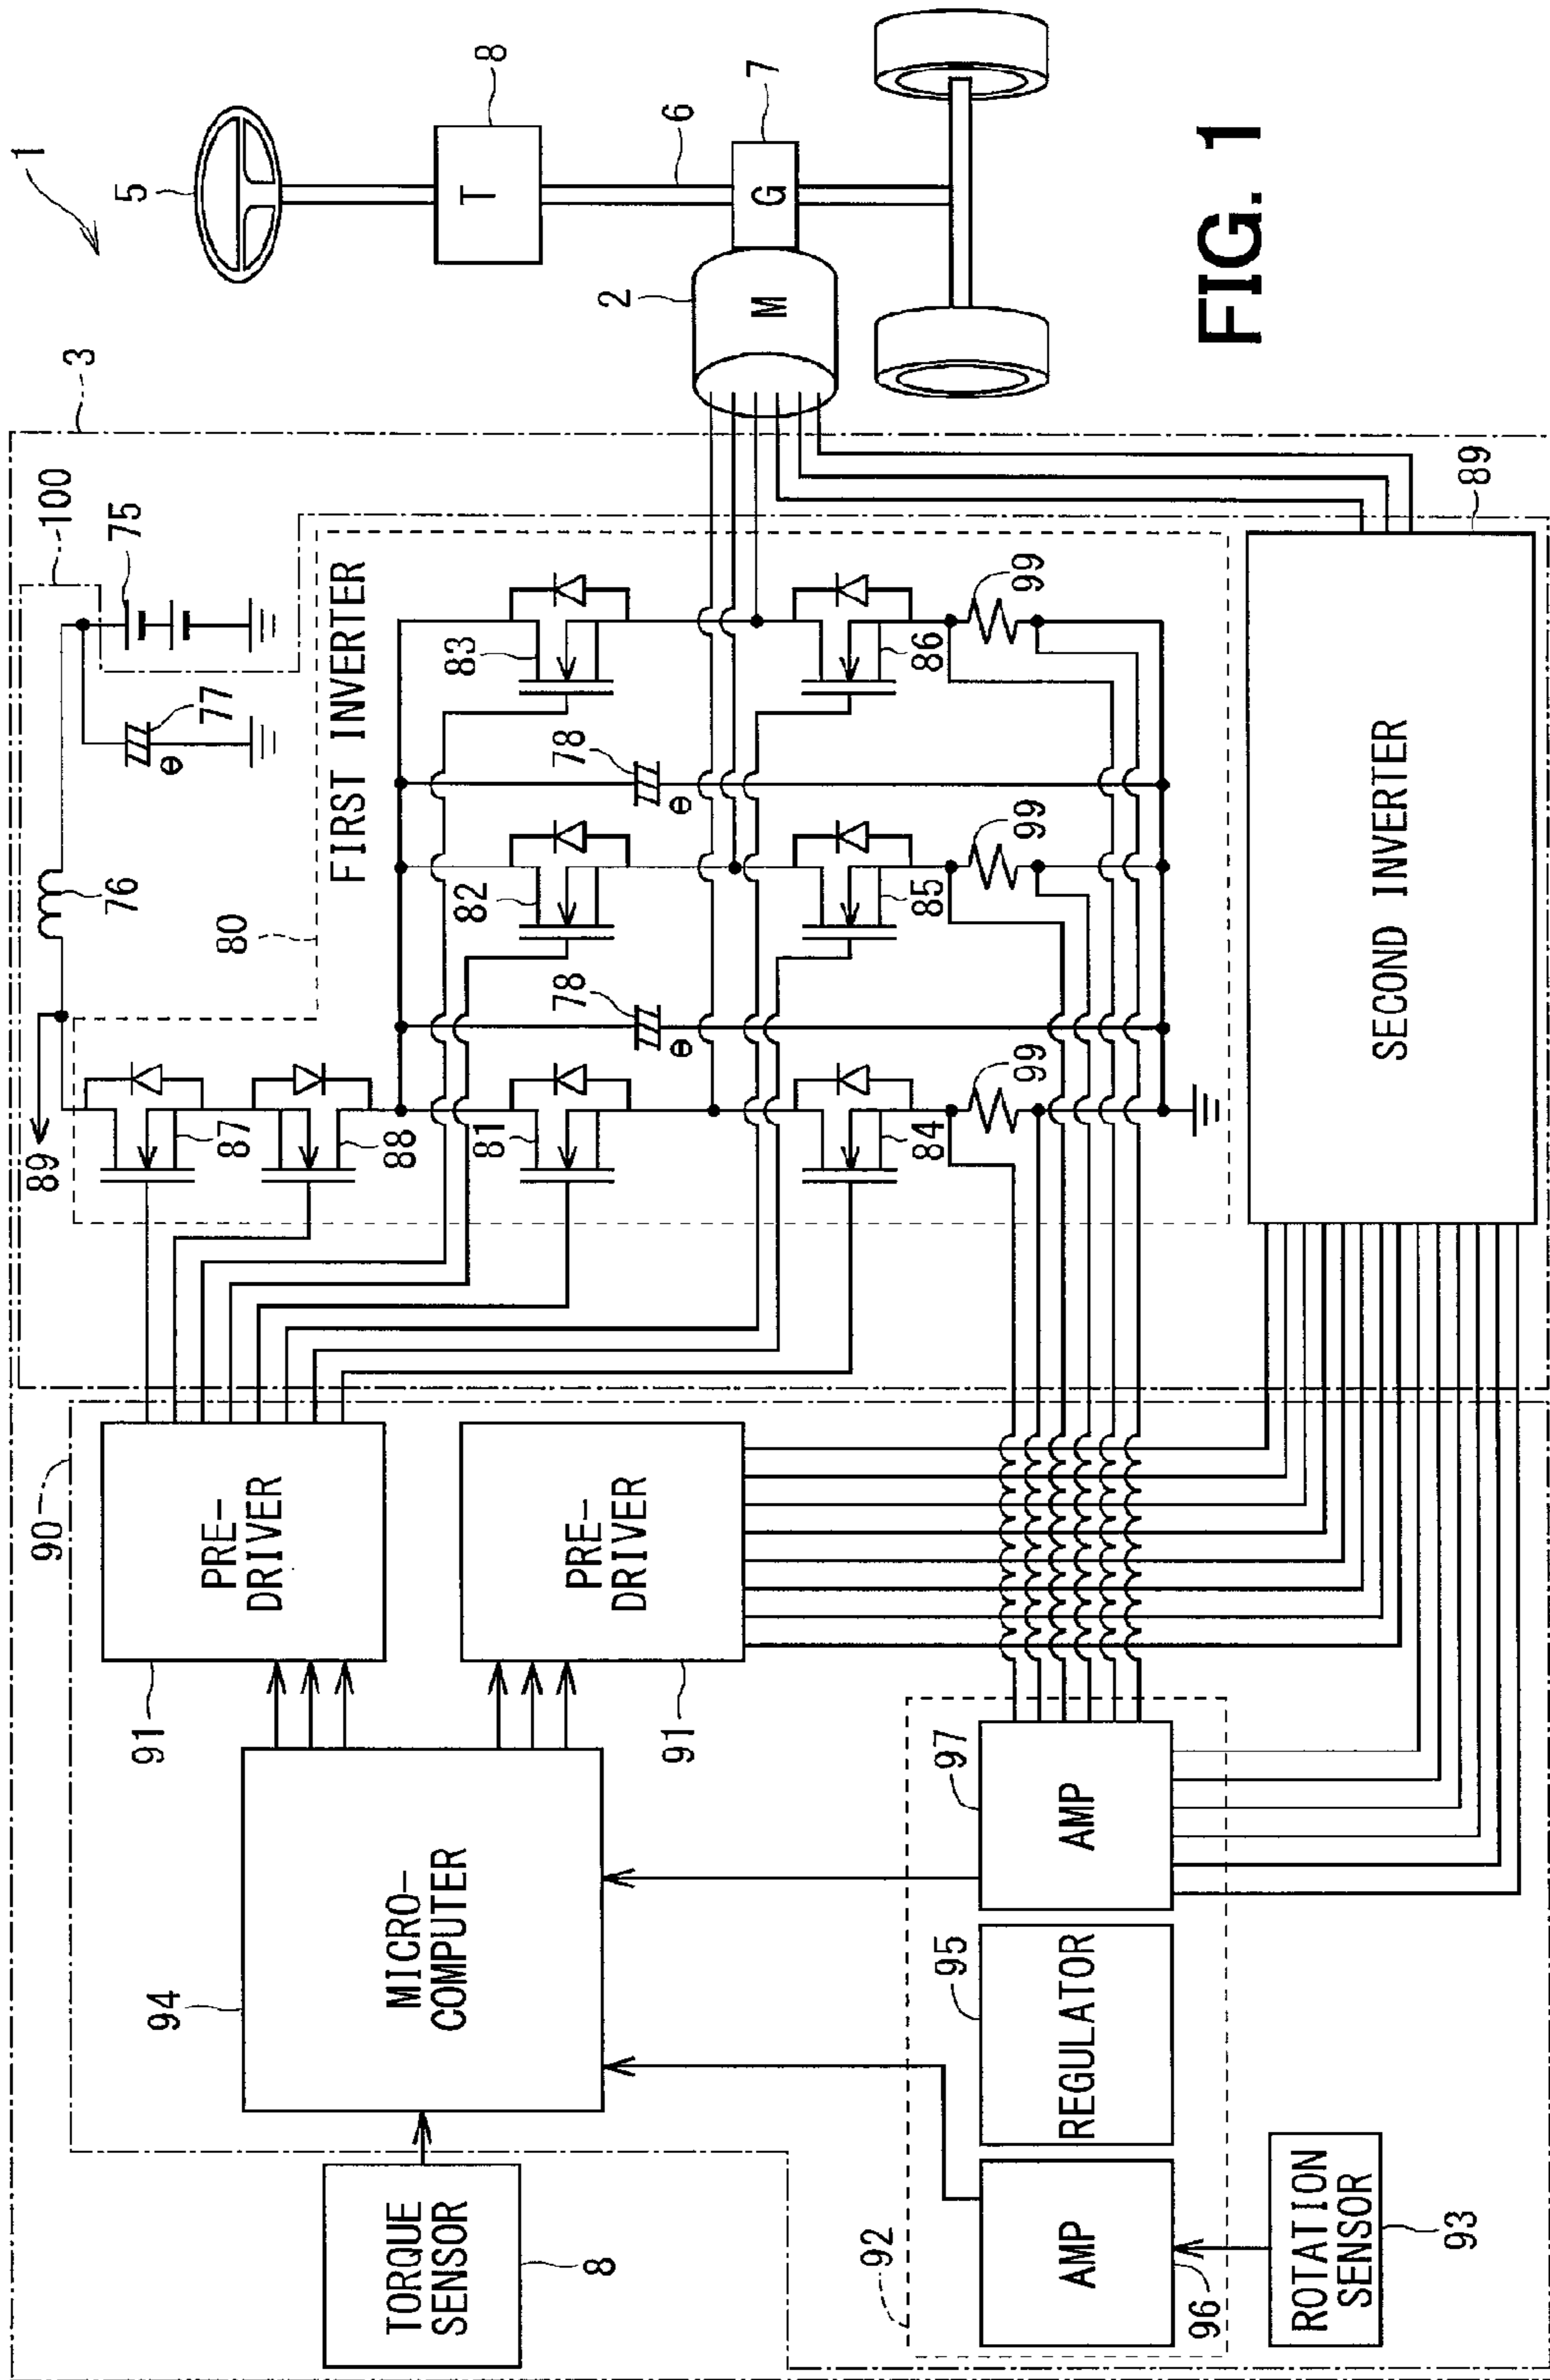 FIG. 1
1
5
T
8
6
G
7
M
2
3
100
75
77
76
89
80
FIRST INVERTER
87
88
81
82
83
78
78
84
85
86
99
99
99
SECOND INVERTER
89
90
PRE-
DRIVER
91
PRE-
DRIVER
91
MICRO-
COMPUTER
94
TORQUE
SENSOR
8
92
AMP
97
REGULATOR
95
AMP
96
ROTATION
SENSOR
93
⊖
⊖
⊖